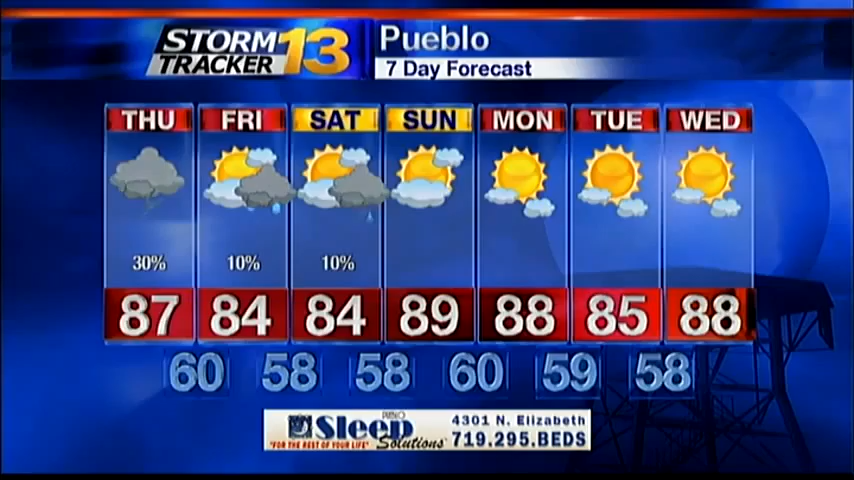 STORM
TRACKER 13
Pueblo
7 Day Forecast
THU FRI SAT SUN MON TUE WED
30% 10% 10%
87 84 84 89 88 85 88
60 58 58 60 59 58
PUEBLO
Sleep
Solutions
"FOR THE REST OF YOUR LIFE"
4301 N. Elizabeth
719.295.BEDS